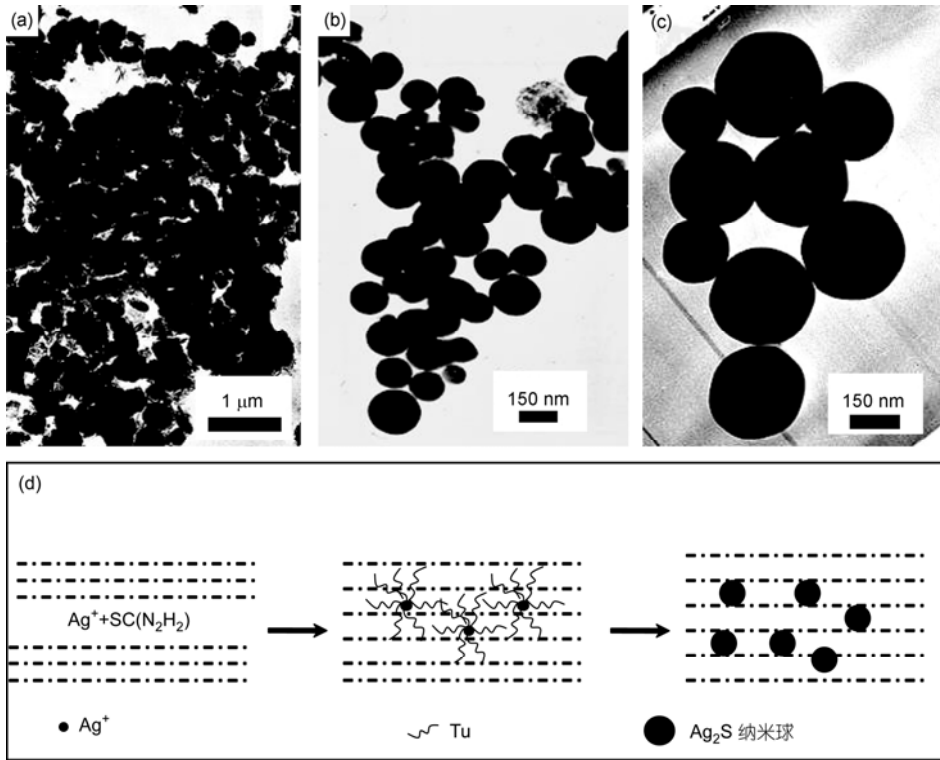 (a)
1 μm
(b)
150 nm
(c)
150 nm
(d)
Ag⁺+SC(N₂H₂)
Ag⁺
Tu
Ag₂S 纳米球